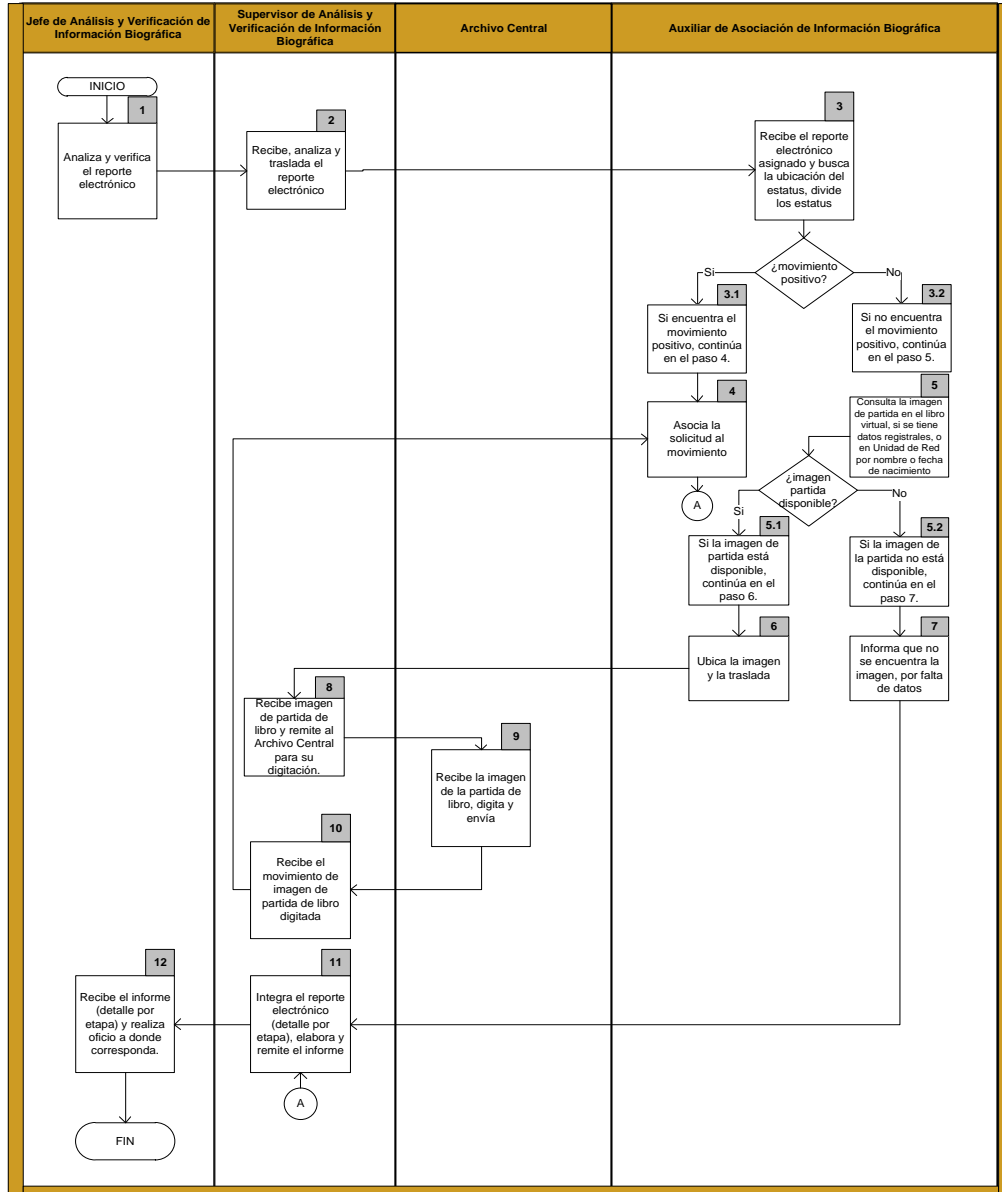 Jefe de Análisis y Verificación de
Información Biográfica
Supervisor de Análisis y
Verificación de Información
Biográfica
Archivo Central
Auxiliar de Asociación de Información Biográfica
INICIO
1
Analiza y verifica
el reporte
electrónico
2
Recibe, analiza y
traslada el
reporte
electrónico
3
Recibe el reporte
electrónico
asignado y busca
la ubicación del
estatus, divide
los estatus
¿movimiento
positivo?
Si
No
3.1
Si encuentra el
movimiento
positivo, continúa
en el paso 4.
3.2
Si no encuentra
el movimiento
positivo, continúa
en el paso 5.
4
Asocia la
solicitud al
movimiento
A
5
Consulta la imagen
de partida en el libro
virtual, si se tiene
datos registrales, o
en Unidad de Red
por nombre o fecha
de nacimiento
¿imagen
partida
disponible?
Si
No
5.1
Si la imagen de
partida está
disponible,
continúa en el
paso 6.
5.2
Si la imagen de
la partida no está
disponible,
continúa en el
paso 7.
6
Ubica la imagen
y la traslada
7
Informa que no
se encuentra la
imagen, por falta
de datos
8
Recibe imagen
de partida de
libro y remite al
Archivo Central
para su
digitación.
9
Recibe la imagen
de la partida de
libro, digita y
envía
10
Recibe el
movimiento de
imagen de
partida de libro
digitada
11
Integra el reporte
electrónico
(detalle por
etapa), elabora y
remite el informe
A
12
Recibe el informe
(detalle por
etapa) y realiza
oficio a donde
corresponda.
FIN